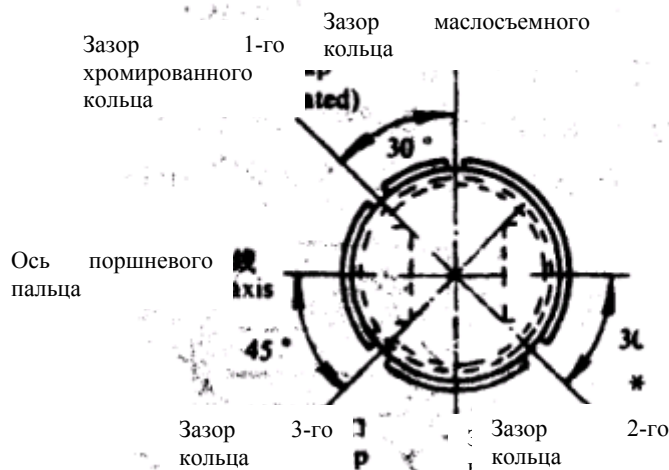 Зазор маслосъемного
кольца
Зазор 1-го
хромированного
кольца
ated)
30 °
Ось поршневого
пальца
axis
45 °
*
Зазор 3-го
кольца
Зазор 2-го
кольца